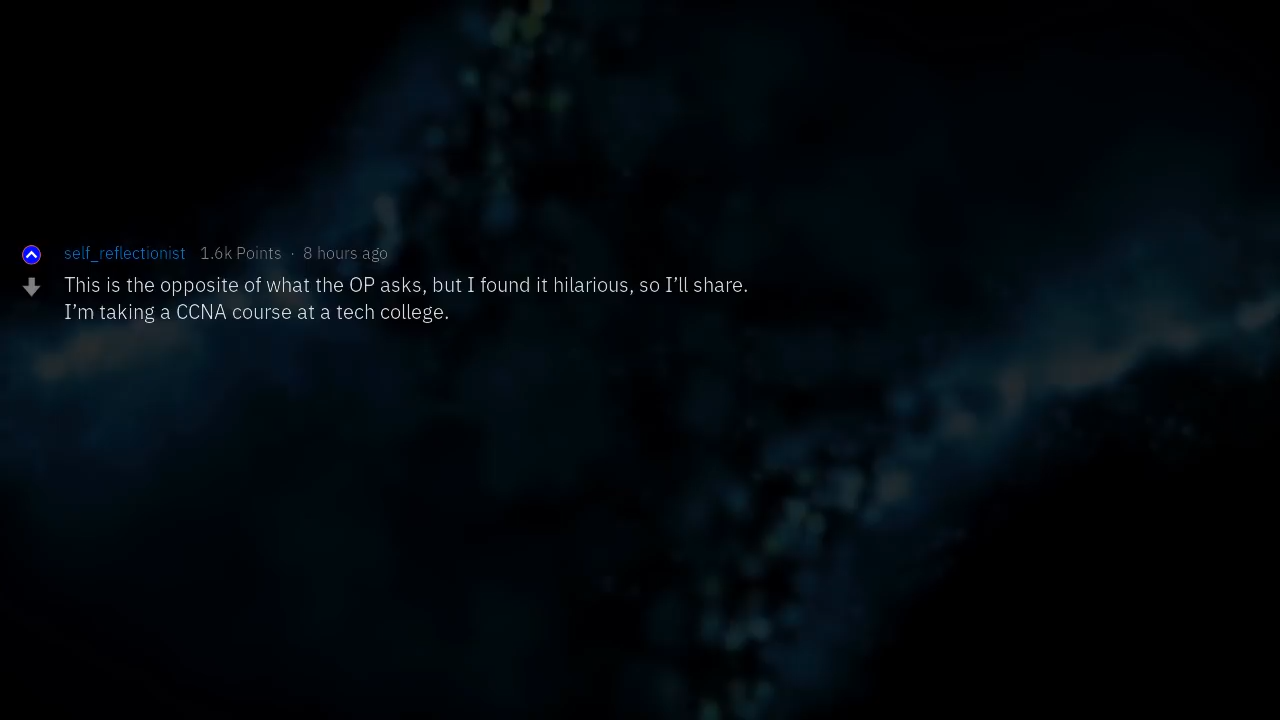 self_reflectionist 1.6k Points · 8 hours ago
This is the opposite of what the OP asks, but I found it hilarious, so I’ll share.
I’m taking a CCNA course at a tech college.